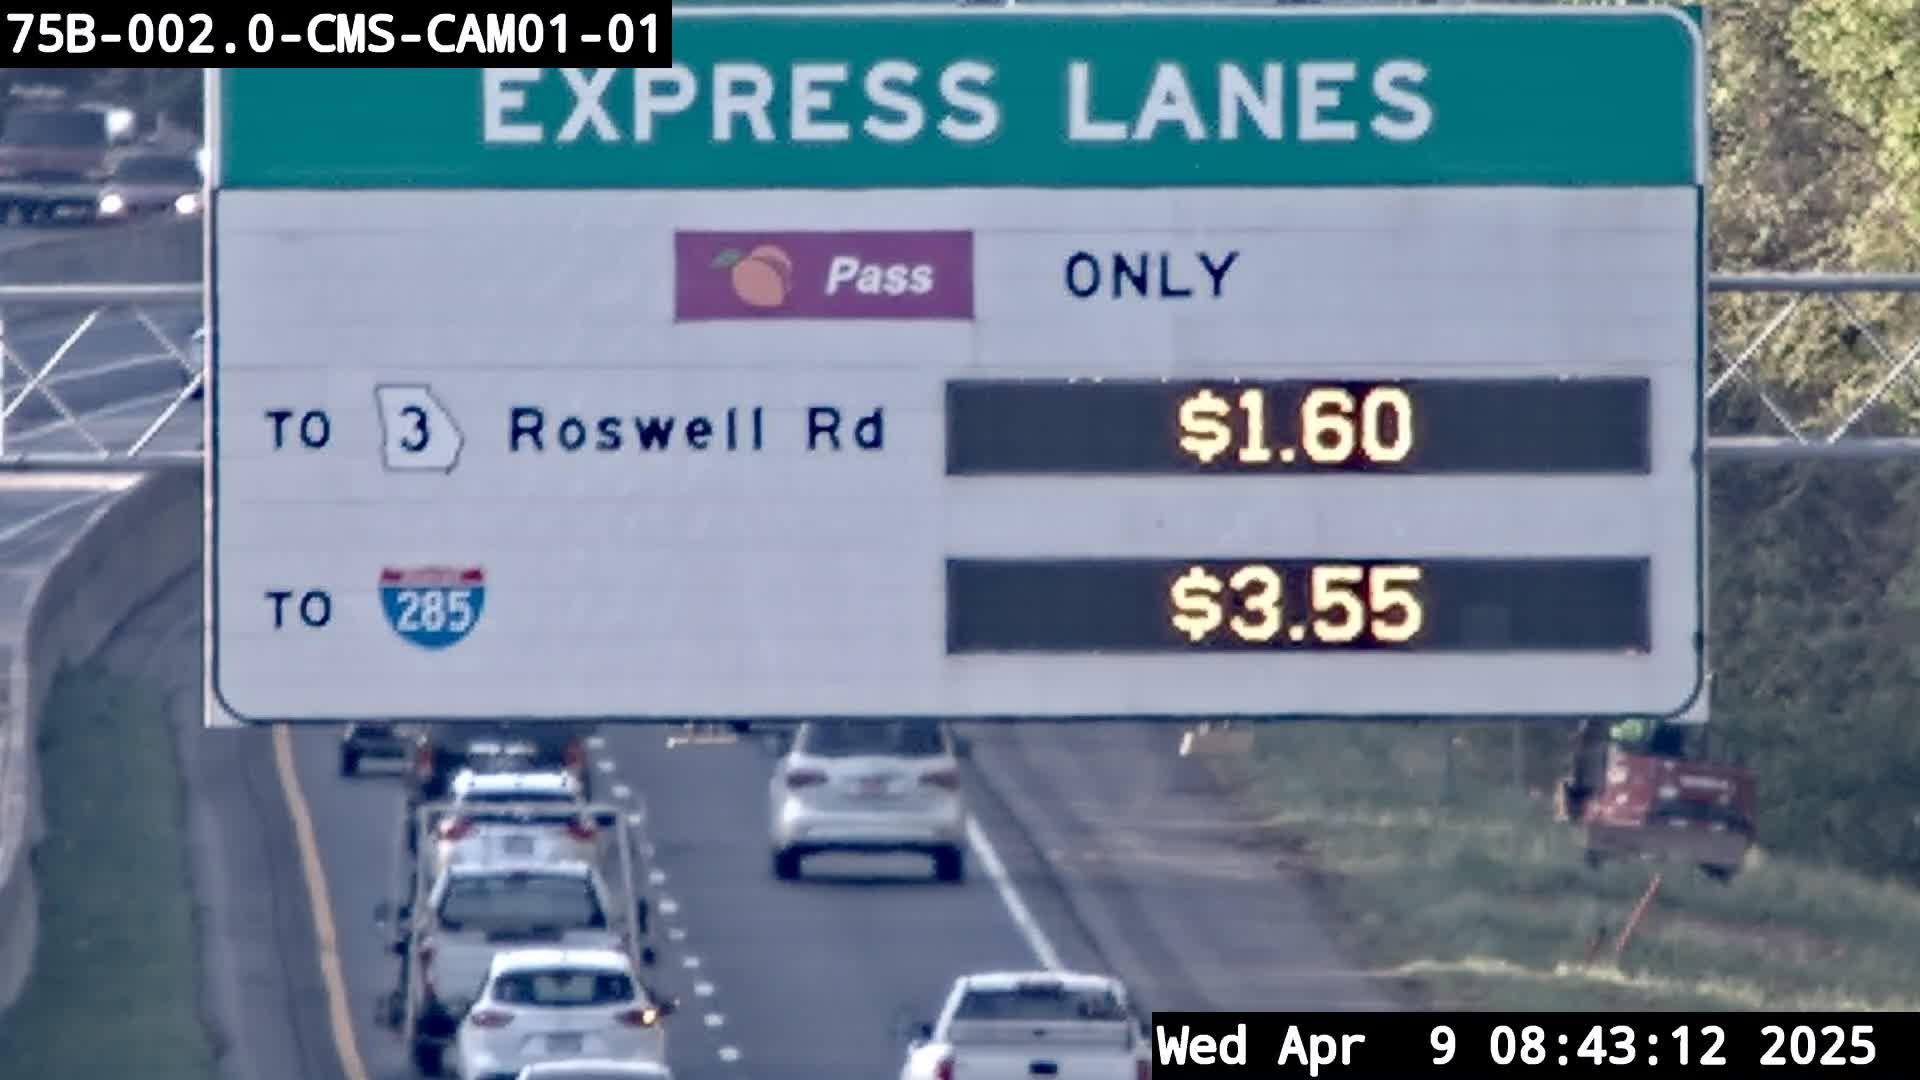 75B-002.0-CMS-CAM01-01
EXPRESS LANES
Pass ONLY
TO 3 Roswell Rd $1.60
TO 285 $3.55
Wed Apr 9 08:43:12 2025